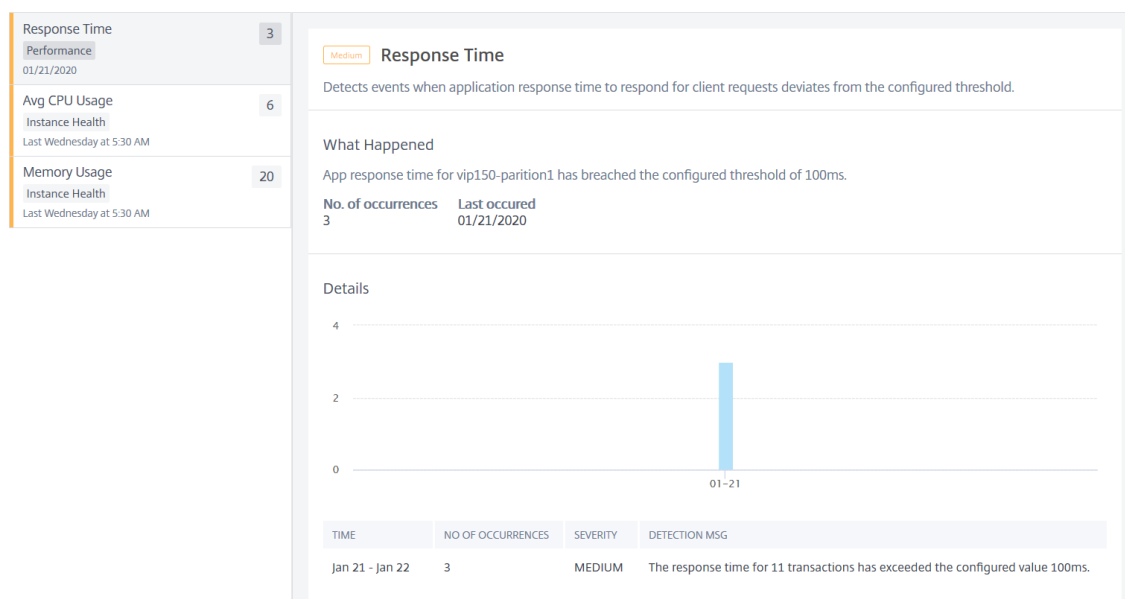 Response Time
3
Performance
01/21/2020
Avg CPU Usage
6
Instance Health
Last Wednesday at 5:30 AM
Memory Usage
20
Instance Health
Last Wednesday at 5:30 AM
Medium Response Time
Detects events when application response time to respond for client requests deviates from the configured threshold.
What Happened
App response time for vip150-parition1 has breached the configured threshold of 100ms.
No. of occurrences Last occured
3 01/21/2020
Details
4
2
0
01-21
TIME NO OF OCCURRENCES SEVERITY DETECTION MSG
Jan 21 - Jan 22 3 MEDIUM The response time for 11 transactions has exceeded the configured value 100ms.